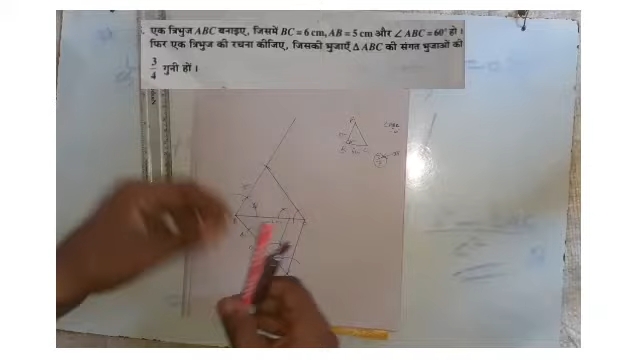 एक त्रिभुज ABC बनाइए, जिसमें BC = 6 cm, AB = 5 cm और ∠ ABC = 60° हो ।
फिर एक त्रिभुज की रचना कीजिए, जिसकी भुजाएँ Δ ABC की संगत भुजाओं की
3/4 गुनी हों ।